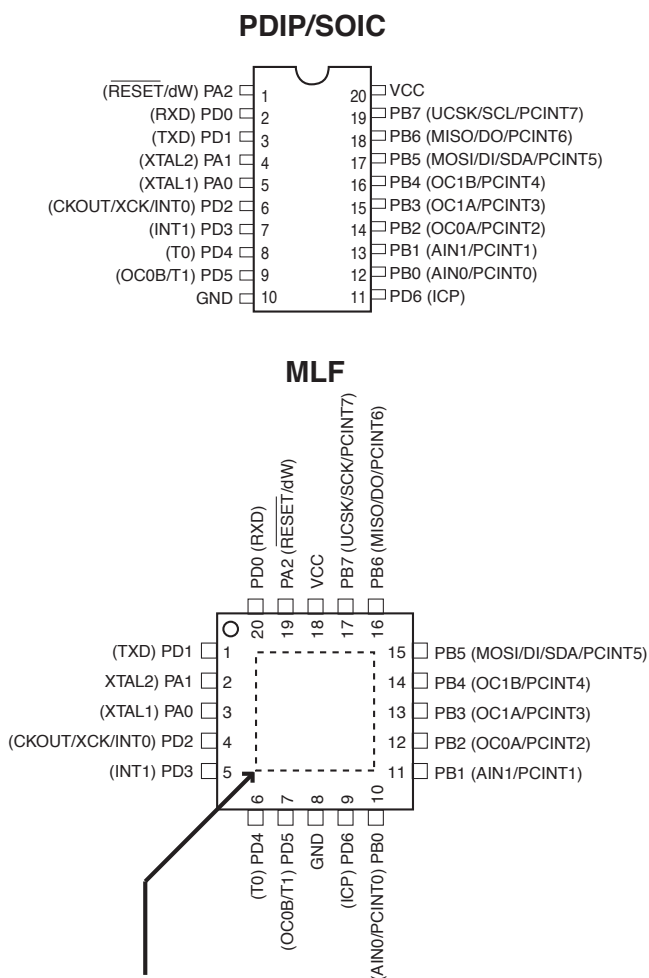 PDIP/SOIC
(RESET/dW) PA2 1 20 VCC
(RXD) PD0 2 19 PB7 (UCSK/SCL/PCINT7)
(TXD) PD1 3 18 PB6 (MISO/DO/PCINT6)
(XTAL2) PA1 4 17 PB5 (MOSI/DI/SDA/PCINT5)
(XTAL1) PA0 5 16 PB4 (OC1B/PCINT4)
(CKOUT/XCK/INT0) PD2 6 15 PB3 (OC1A/PCINT3)
(INT1) PD3 7 14 PB2 (OC0A/PCINT2)
(T0) PD4 8 13 PB1 (AIN1/PCINT1)
(OC0B/T1) PD5 9 12 PB0 (AIN0/PCINT0)
GND 10 11 PD6 (ICP)
MLF
PD0 (RXD)
PA2 (RESET/dW)
VCC
PB7 (UCSK/SCK/PCINT7)
PB6 (MISO/DO/PCINT6)
20 19 18 17 16
(TXD) PD1 1 15 PB5 (MOSI/DI/SDA/PCINT5)
XTAL2) PA1 2 14 PB4 (OC1B/PCINT4)
(XTAL1) PA0 3 13 PB3 (OC1A/PCINT3)
(CKOUT/XCK/INT0) PD2 4 12 PB2 (OC0A/PCINT2)
(INT1) PD3 5 11 PB1 (AIN1/PCINT1)
6 7 8 9 10
(T0) PD4
(OC0B/T1) PD5
GND
(ICP) PD6
(AIN0/PCINT0) PB0